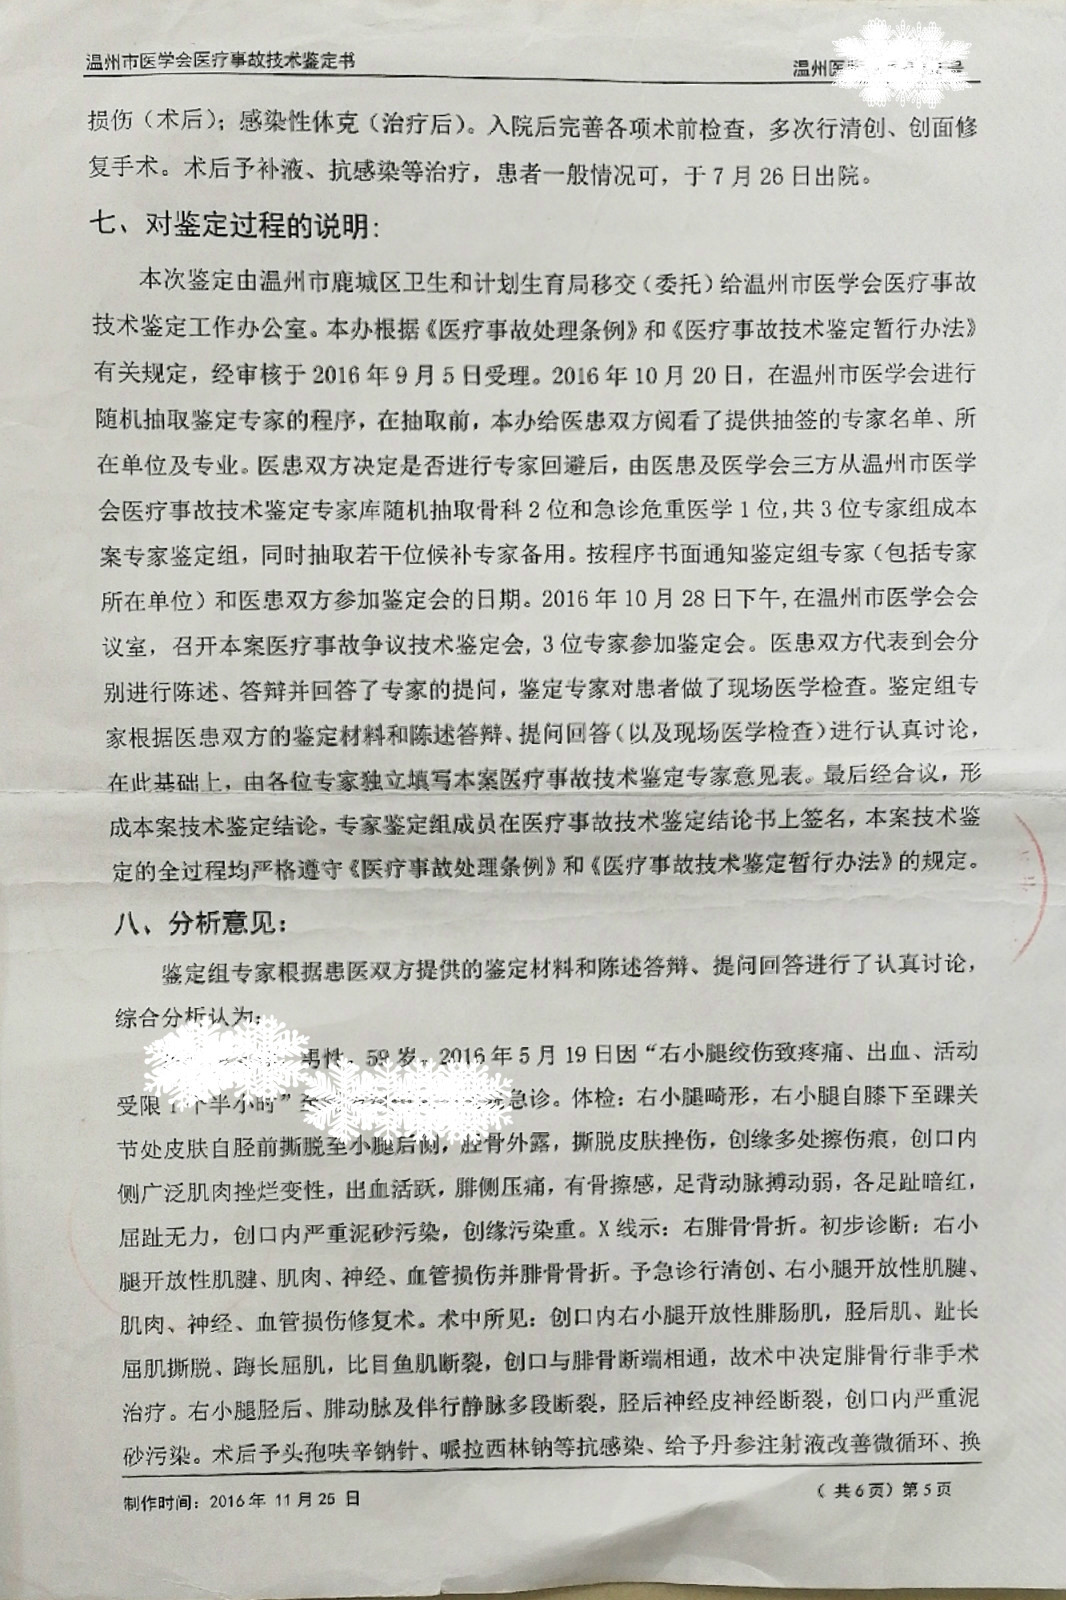 温州市医学会医疗事故技术鉴定书
温州医 号
损伤（术后）；感染性休克（治疗后）。入院后完善各项术前检查，多次行清创、创面修
复手术。术后予补液、抗感染等治疗，患者一般情况可，于7月26日出院。
七、对鉴定过程的说明：
本次鉴定由温州市鹿城区卫生和计划生育局移交（委托）给温州市医学会医疗事故
技术鉴定工作办公室。本办根据《医疗事故处理条例》和《医疗事故技术鉴定暂行办法》
有关规定，经审核于2016年9月5日受理。2016年10月20日，在温州市医学会进行
随机抽取鉴定专家的程序，在抽取前，本办给医患双方阅看了提供抽签的专家名单、所
在单位及专业。医患双方决定是否进行专家回避后，由医患及医学会三方从温州市医学
会医疗事故技术鉴定专家库随机抽取骨科2位和急诊危重医学1位，共3位专家组成本
案专家鉴定组，同时抽取若干位候补专家备用。按程序书面通知鉴定组专家（包括专家
所在单位）和医患双方参加鉴定会的日期。2016年10月28日下午，在温州市医学会会
议室，召开本案医疗事故争议技术鉴定会，3位专家参加鉴定会。医患双方代表到会分
别进行陈述、答辩并回答了专家的提问，鉴定专家对患者做了现场医学检查。鉴定组专
家根据医患双方的鉴定材料和陈述答辩、提问回答（以及现场医学检查）进行认真讨论，
在此基础上，由各位专家独立填写本案医疗事故技术鉴定专家意见表。最后经合议，形
成本案技术鉴定结论。专家鉴定组成员在医疗事故技术鉴定结论书上签名，本案技术鉴
定的全过程均严格遵守《医疗事故处理条例》和《医疗事故技术鉴定暂行办法》的规定。
八、分析意见：
鉴定组专家根据患医双方提供的鉴定材料和陈述答辩、提问回答进行了认真讨论，
综合分析认为：
男性，59岁，2016年5月19日因“右小腿绞伤致疼痛、出血、活动
受限 个半小时”至 急诊。体检：右小腿畸形，右小腿自膝下至踝关
节处皮肤自胫前撕脱至小腿后侧，胫骨外露，撕脱皮肤挫伤，创缘多处擦伤痕，创口内
侧广泛肌肉挫烂变性，出血活跃，腓侧压痛，有骨擦感，足背动脉搏动弱，各足趾暗红，
屈趾无力，创口内严重泥砂污染，创缘污染重。X线示：右腓骨骨折。初步诊断：右小
腿开放性肌腱、肌肉、神经、血管损伤并腓骨骨折。予急诊行清创、右小腿开放性肌腱、
肌肉、神经、血管损伤修复术。术中所见：创口内右小腿开放性腓肠肌，胫后肌、趾长
屈肌撕脱、踇长屈肌，比目鱼肌断裂，创口与腓骨断端相通，故术中决定腓骨行非手术
治疗。右小腿胫后、腓动脉及伴行静脉多段断裂，胫后神经皮神经断裂，创口内严重泥
砂污染。术后予头孢呋辛钠针、哌拉西林钠等抗感染、给予丹参注射液改善微循环、换
制作时间：2016年 11月25 日
（ 共6页）第5页